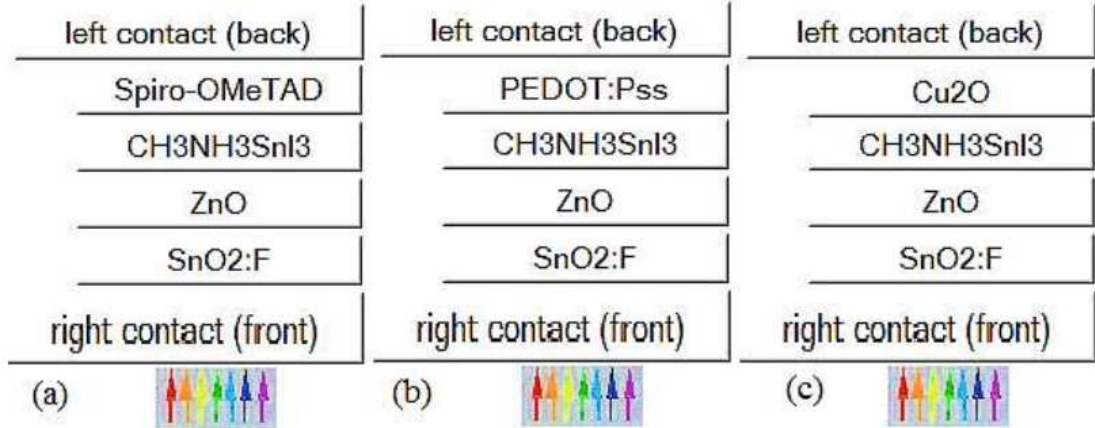 left contact (back)
Spiro-OMeTAD
CH3NH3SnI3
ZnO
SnO2:F
right contact (front)
(a)
left contact (back)
PEDOT:Pss
CH3NH3SnI3
ZnO
SnO2:F
right contact (front)
(b)
left contact (back)
Cu2O
CH3NH3SnI3
ZnO
SnO2:F
right contact (front)
(c)